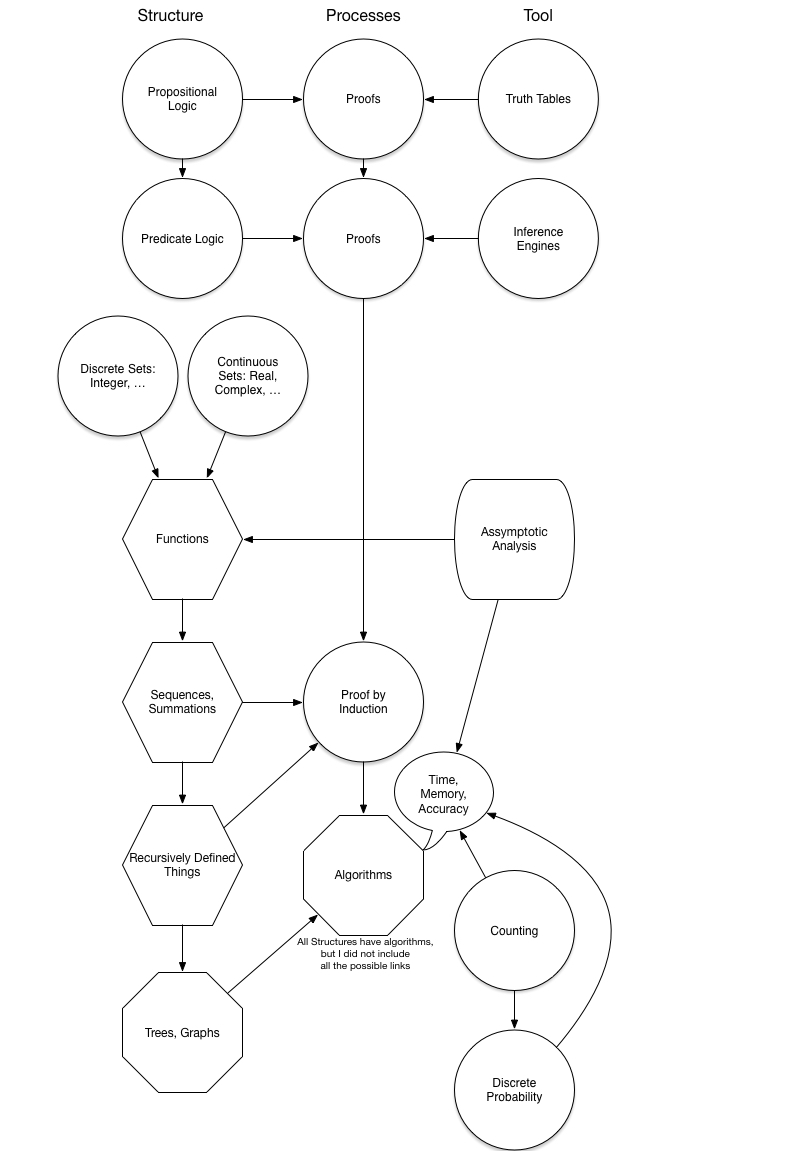 Structure
Processes
Tool
Propositional
Logic
Proofs
Truth Tables
Predicate Logic
Proofs
Inference
Engines
Discrete Sets:
Integer, …
Continuous
Sets: Real,
Complex, …
Functions
Assymptotic
Analysis
Sequences,
Summations
Proof by
Induction
Time,
Memory,
Accuracy
Recursively Defined
Things
Algorithms
All Structures have algorithms,
but I did not include
all the possible links
Counting
Trees, Graphs
Discrete
Probability